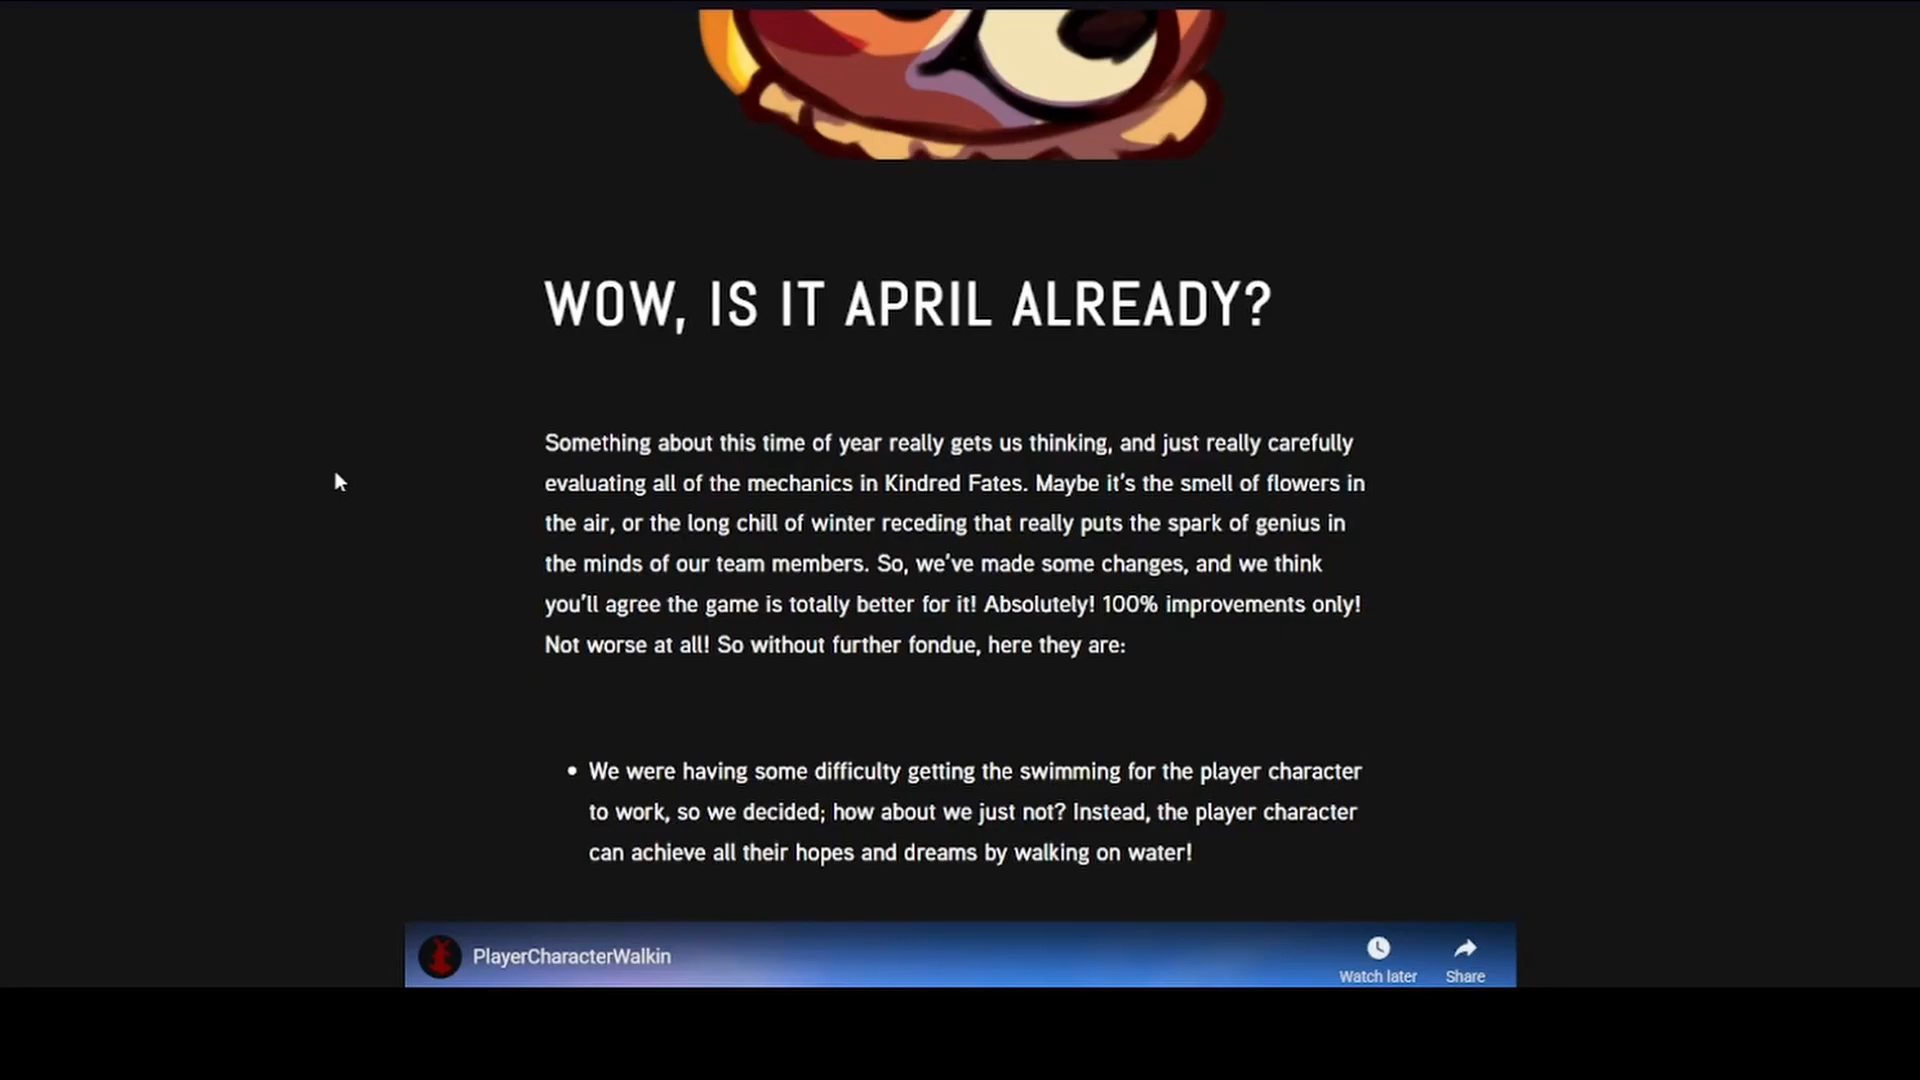 WOW, IS IT APRIL ALREADY?
Something about this time of year really gets us thinking, and just really carefully
evaluating all of the mechanics in Kindred Fates. Maybe it's the smell of flowers in
the air, or the long chill of winter receding that really puts the spark of genius in
the minds of our team members. So, we've made some changes, and we think
you'll agree the game is totally better for it! Absolutely! 100% improvements only!
Not worse at all! So without further fondue, here they are:
• We were having some difficulty getting the swimming for the player character
to work, so we decided; how about we just not? Instead, the player character
can achieve all their hopes and dreams by walking on water!
PlayerCharacterWalkin
Watch later
Share